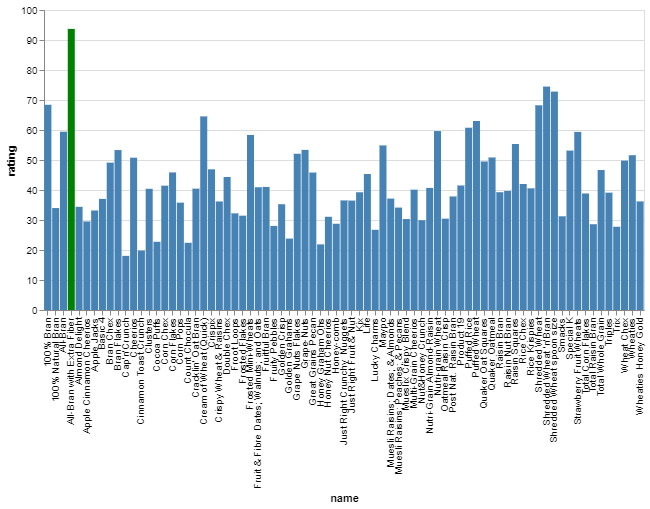 100
90
80
70
60
50
40
30
20
10
0
rating
100% Bran
100% Natural Bran
All-Bran
All-Bran with Extra Fiber
Almond Delight
Apple Cinnamon Cheerios
Apple Jacks
Basic 4
Bran Chex
Bran Flakes
Cap'n'Crunch
Cheerios
Cinnamon Toast Crunch
Clusters
Cocoa Puffs
Corn Chex
Corn Flakes
Corn Pops
Count Chocula
Cracklin' Oat Bran
Cream of Wheat (Quick)
Crispix
Crispy Wheat & Raisins
Double Chex
Froot Loops
Frosted Flakes
Frosted Mini-Wheats
Fruit & Fibre Dates, Walnuts, and Oats
Fruitful Bran
Fruity Pebbles
Golden Crisp
Golden Grahams
Grape Nuts Flakes
Grape-Nuts
Great Grains Pecan
Honey Graham Ohs
Honey Nut Cheerios
Honey-comb
Just Right Crunchy Nuggets
Just Right Fruit & Nut
Kix
Life
Lucky Charms
Maypo
Muesli Raisins, Dates, & Almonds
Muesli Raisins, Peaches, & Pecans
Mueslix Crispy Blend
Multi-Grain Cheerios
Nut&Honey Crunch
Nutri-Grain Almond-Raisin
Nutri-grain Wheat
Oatmeal Raisin Crisp
Post Nat. Raisin Bran
Product 19
Puffed Rice
Puffed Wheat
Quaker Oat Squares
Quaker Oatmeal
Raisin Bran
Raisin Nut Bran
Raisin Squares
Rice Chex
Rice Krispies
Shredded Wheat
Shredded Wheat 'n'Bran
Shredded Wheat spoon size
Smacks
Special K
Strawberry Fruit Wheats
Total Corn Flakes
Total Raisin Bran
Total Whole Grain
Triples
Trix
Wheat Chex
Wheaties
Wheaties Honey Gold
name